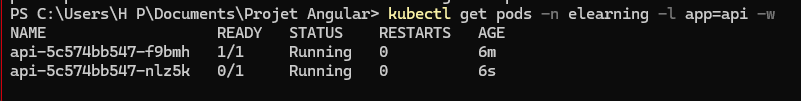 PS C:\Users\H P\Documents\Projet Angular> kubectl get pods -n elearning -l app=api -w
NAME READY STATUS RESTARTS AGE
api-5c574bb547-f9bmh 1/1 Running 0 6m
api-5c574bb547-nlz5k 0/1 Running 0 6s